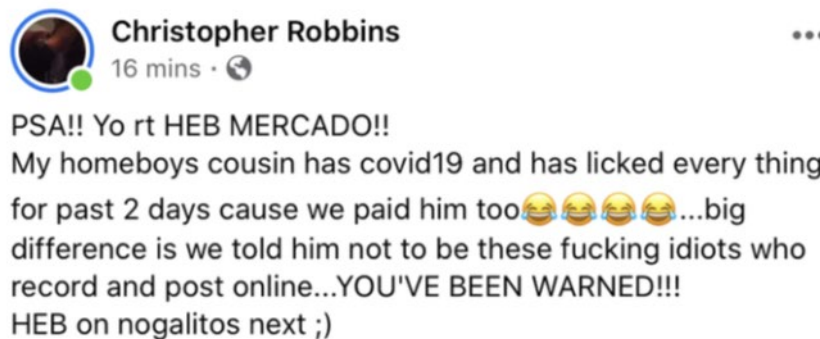 Christopher Robbins
16 mins ·
PSA!! Yo rt HEB MERCADO!!
My homeboys cousin has covid19 and has licked every thing
for past 2 days cause we paid him too😂😂😂😂...big
difference is we told him not to be these fucking idiots who
record and post online...YOU'VE BEEN WARNED!!!
HEB on nogalitos next ;)